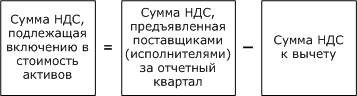 Сумма НДС,
подлежащая
включению в
стоимость
активов
=
Сумма НДС,
предъявленная
поставщиками
(исполнителями)
за отчетный
квартал
–
Сумма НДС
к вычету